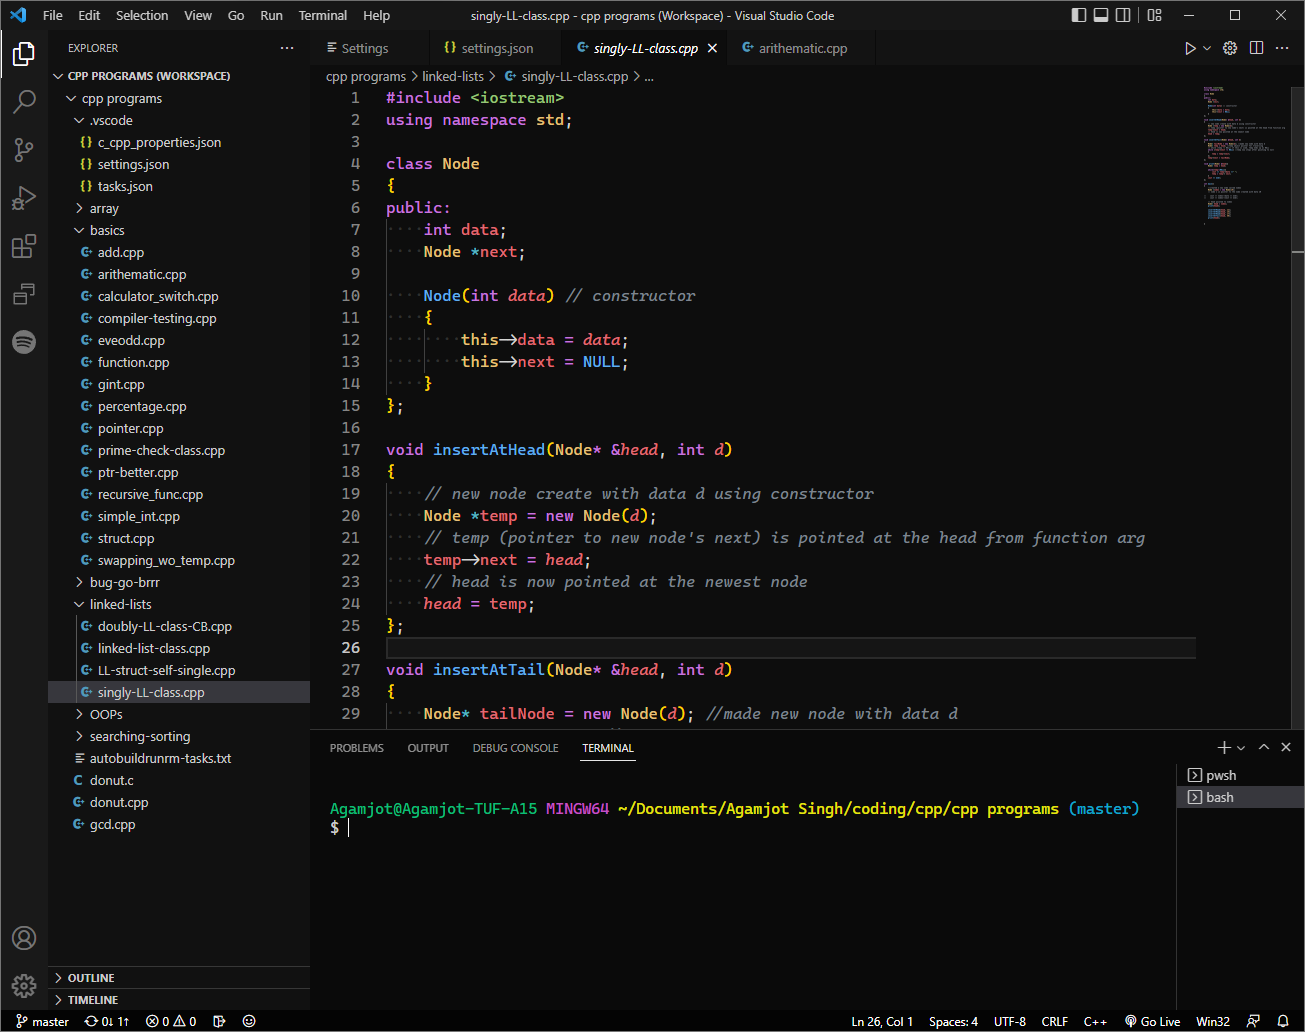 File Edit Selection View Go Run Terminal Help
singly-LL-class.cpp - cpp programs (Workspace) - Visual Studio Code
EXPLORER
CPP PROGRAMS (WORKSPACE)
cpp programs
.vscode
{} c_cpp_properties.json
{} settings.json
{} tasks.json
array
basics
add.cpp
arithematic.cpp
calculator_switch.cpp
compiler-testing.cpp
eveodd.cpp
function.cpp
gint.cpp
percentage.cpp
pointer.cpp
prime-check-class.cpp
ptr-better.cpp
recursive_func.cpp
simple_int.cpp
struct.cpp
swapping_wo_temp.cpp
bug-go-brrr
linked-lists
doubly-LL-class-CB.cpp
linked-list-class.cpp
LL-struct-self-single.cpp
singly-LL-class.cpp
OOPs
searching-sorting
autobuildrunrm-tasks.txt
donut.c
donut.cpp
gcd.cpp
OUTLINE
TIMELINE
Settings {} settings.json singly-LL-class.cpp arithematic.cpp
cpp programs > linked-lists > singly-LL-class.cpp > ...
1 #include <iostream>
2 using namespace std;
3
4 class Node
5 {
6 public:
7 int data;
8 Node *next;
9
10 Node(int data) // constructor
11 {
12 this->data = data;
13 this->next = NULL;
14 }
15 };
16
17 void insertAtHead(Node* &head, int d)
18 {
19 // new node create with data d using constructor
20 Node *temp = new Node(d);
21 // temp (pointer to new node's next) is pointed at the head from function arg
22 temp->next = head;
23 // head is now pointed at the newest node
24 head = temp;
25 };
26
27 void insertAtTail(Node* &head, int d)
28 {
29 Node* tailNode = new Node(d); //made new node with data d
PROBLEMS OUTPUT DEBUG CONSOLE TERMINAL
Agamjot@Agamjot-TUF-A15 MINGW64 ~/Documents/Agamjot Singh/coding/cpp/cpp programs (master)
$
pwsh
bash
master 0↓ 1↑ 0 0
Ln 26, Col 1 Spaces: 4 UTF-8 CRLF C++ Go Live Win32